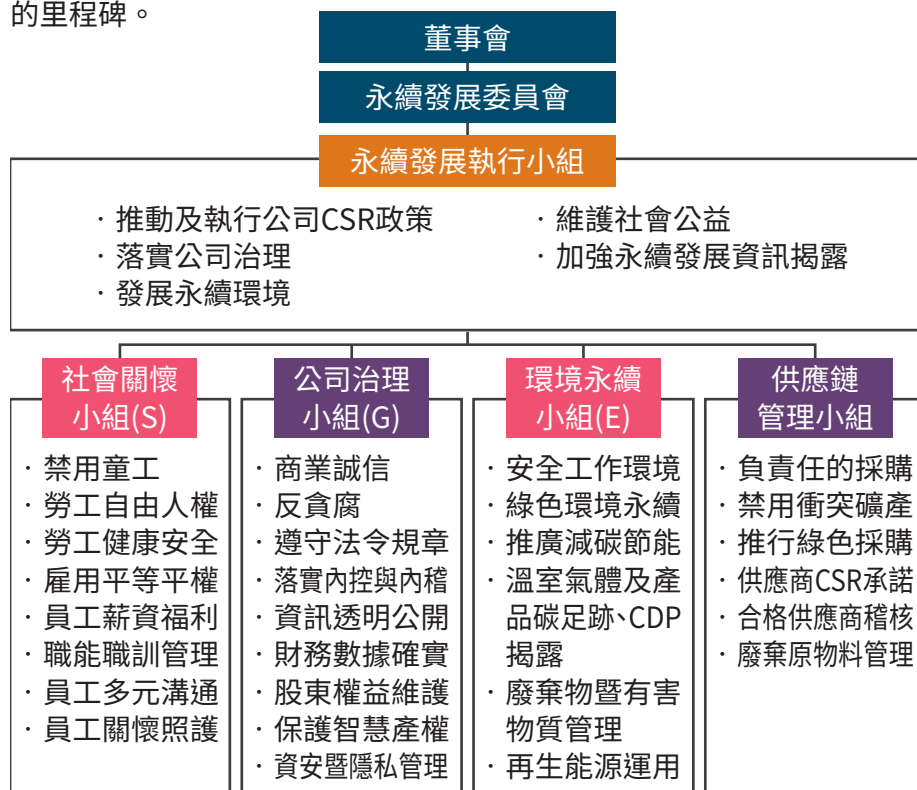 的里程碑。
董事會
永續發展委員會
永續發展執行小組
·推動及執行公司CSR政策
·落實公司治理
·發展永續環境
·維護社會公益
·加強永續發展資訊揭露
社會關懷
小組(S)
·禁用童工
·勞工自由人權
·勞工健康安全
·雇用平等平權
·員工薪資福利
·職能職訓管理
·員工多元溝通
·員工關懷照護
公司治理
小組(G)
·商業誠信
·反貪腐
·遵守法令規章
·落實內控與內稽
·資訊透明公開
·財務數據確實
·股東權益維護
·保護智慧產權
·資安暨隱私管理
環境永續
小組(E)
·安全工作環境
·綠色環境永續
·推廣減碳節能
·溫室氣體及產
品碳足跡、CDP
揭露
·廢棄物暨有害
物質管理
·再生能源運用
供應鏈
管理小組
·負責任的採購
·禁用衝突礦產
·推行綠色採購
·供應商CSR承諾
·合格供應商稽核
·廢棄原物料管理